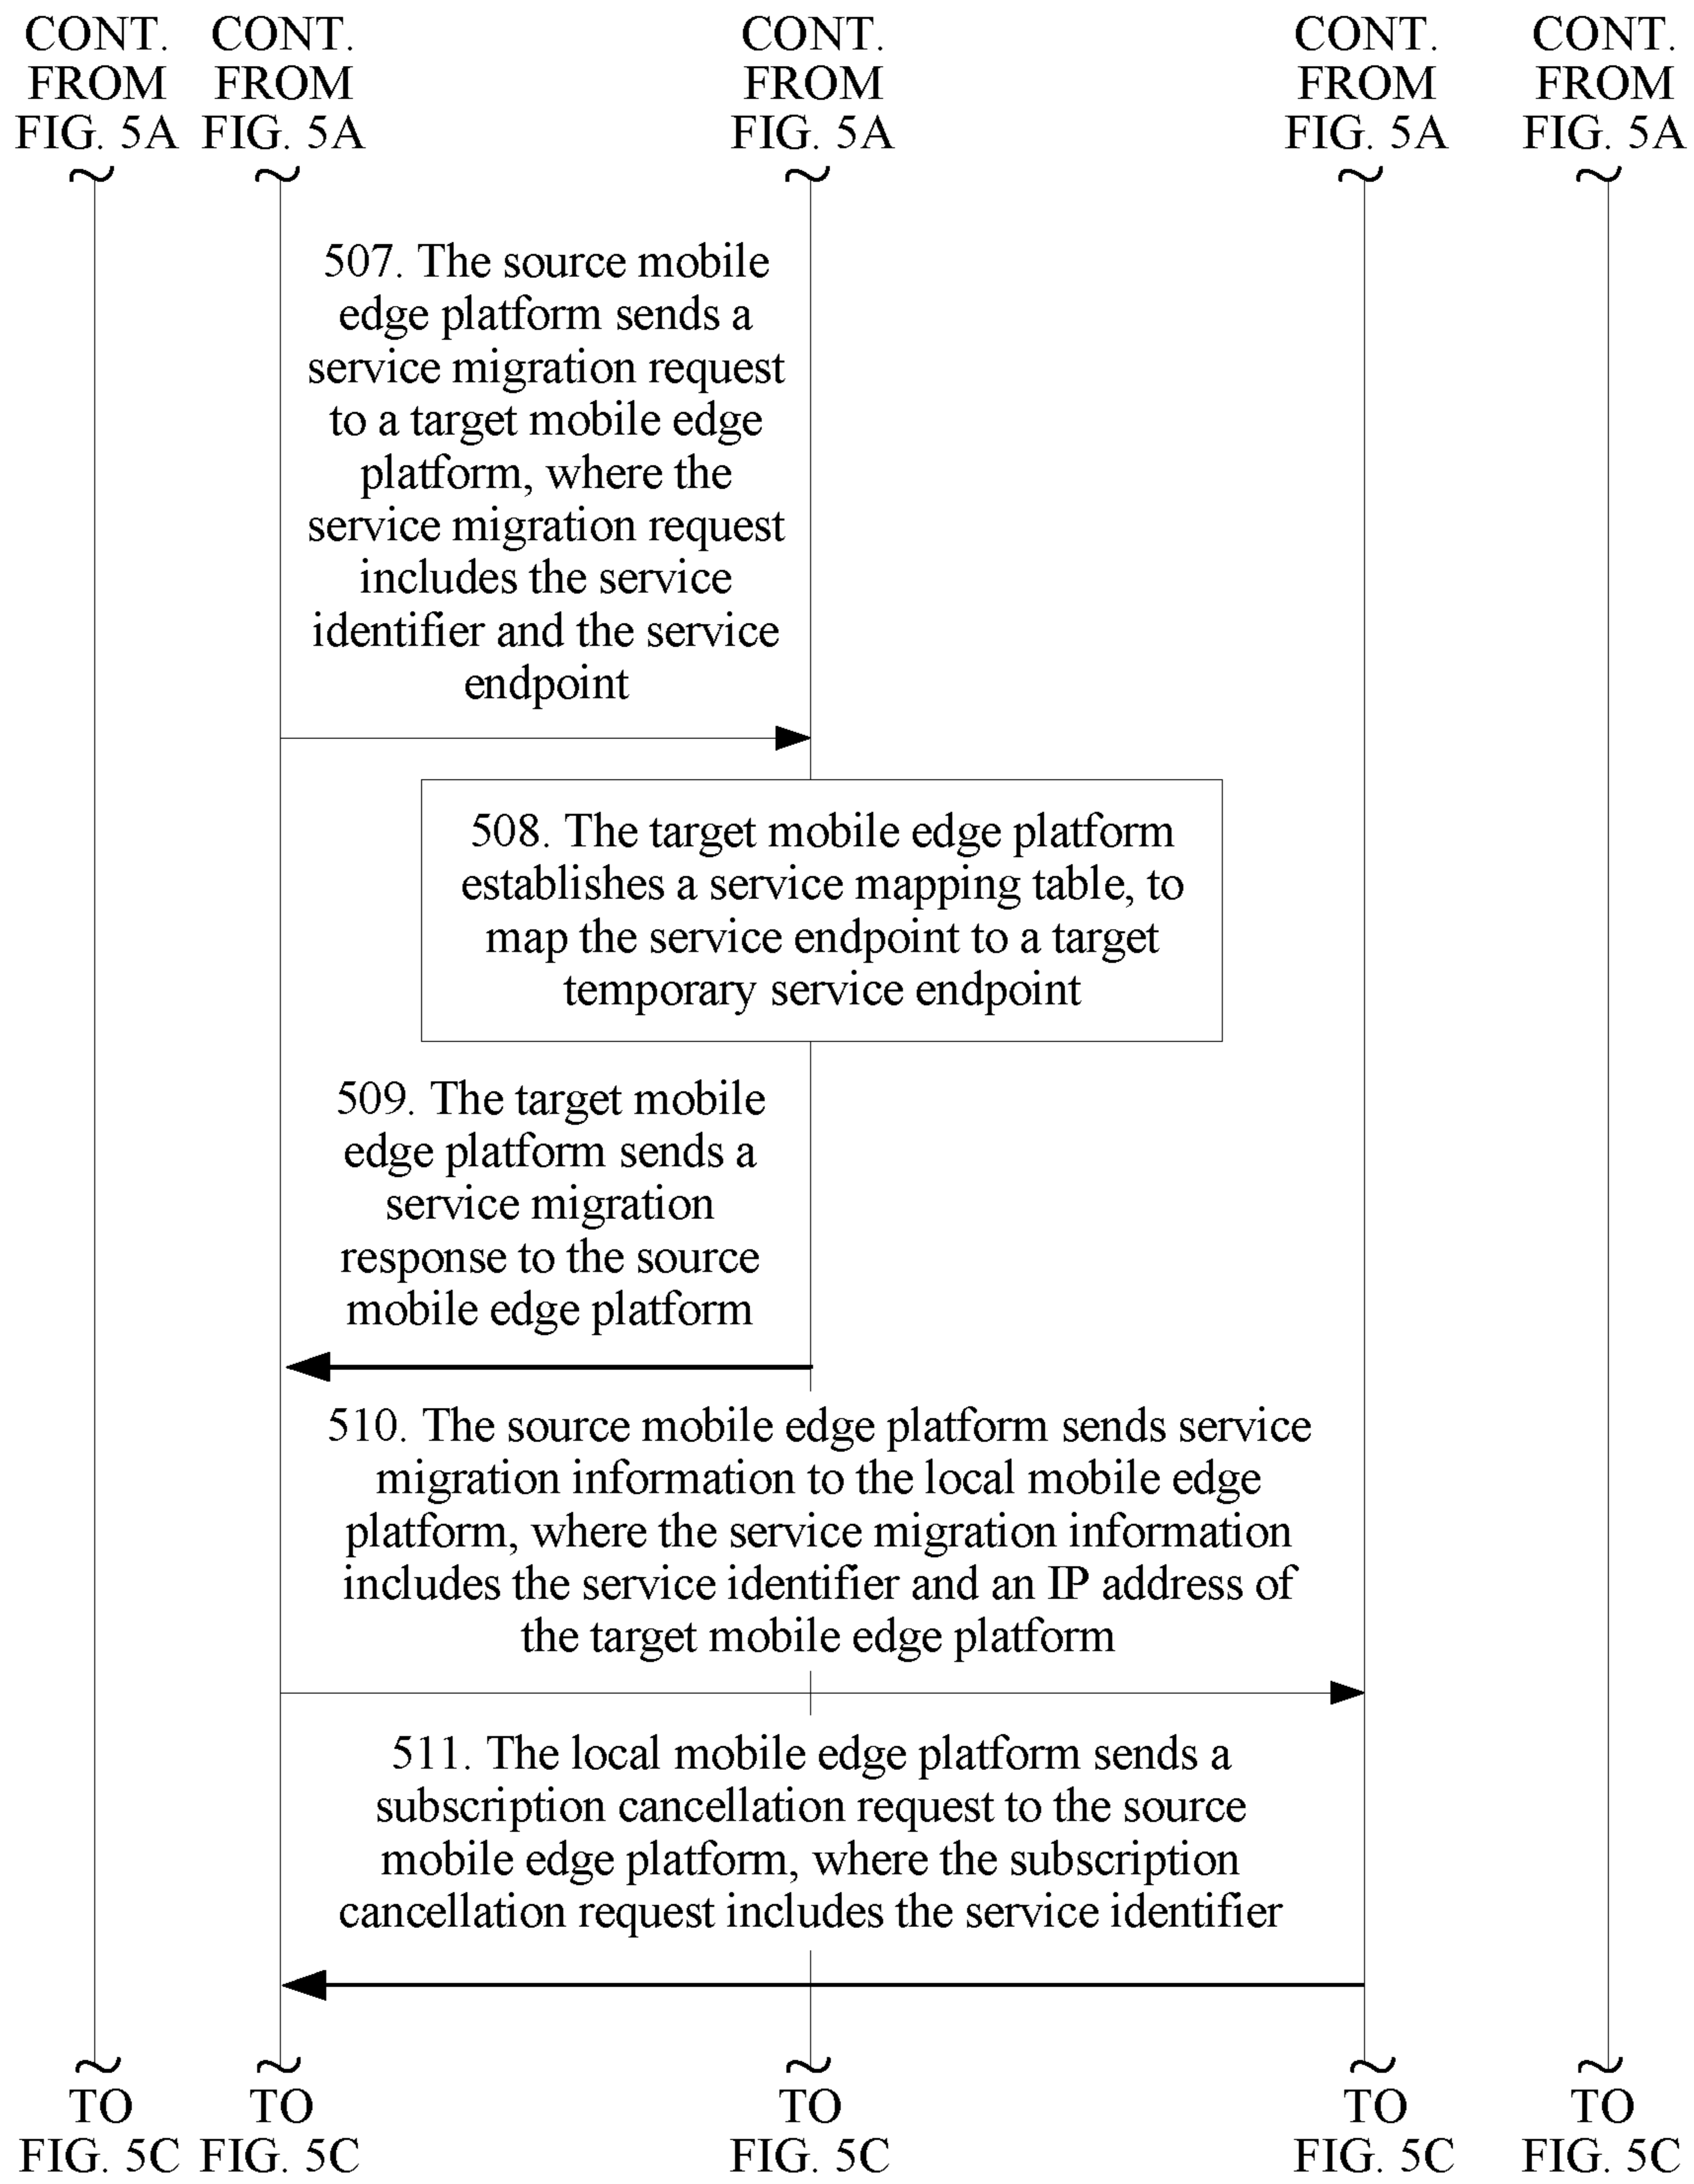 CONT. CONT. CONT. CONT. CONT.
FROM FROM FROM FROM FROM
FIG. 5A FIG. 5A FIG. 5A FIG. 5A FIG. 5A
507. The source mobile
edge platform sends a
service migration request
to a target mobile edge
platform, where the
service migration request
includes the service
identifier and the service
endpoint
508. The target mobile edge platform
establishes a service mapping table, to
map the service endpoint to a target
temporary service endpoint
509. The target mobile
edge platform sends a
service migration
response to the source
mobile edge platform
510. The source mobile edge platform sends service
migration information to the local mobile edge
platform, where the service migration information
includes the service identifier and an IP address of
the target mobile edge platform
511. The local mobile edge platform sends a
subscription cancellation request to the source
mobile edge platform, where the subscription
cancellation request includes the service identifier
TO TO TO TO TO
FIG. 5C FIG. 5C FIG. 5C FIG. 5C FIG. 5C